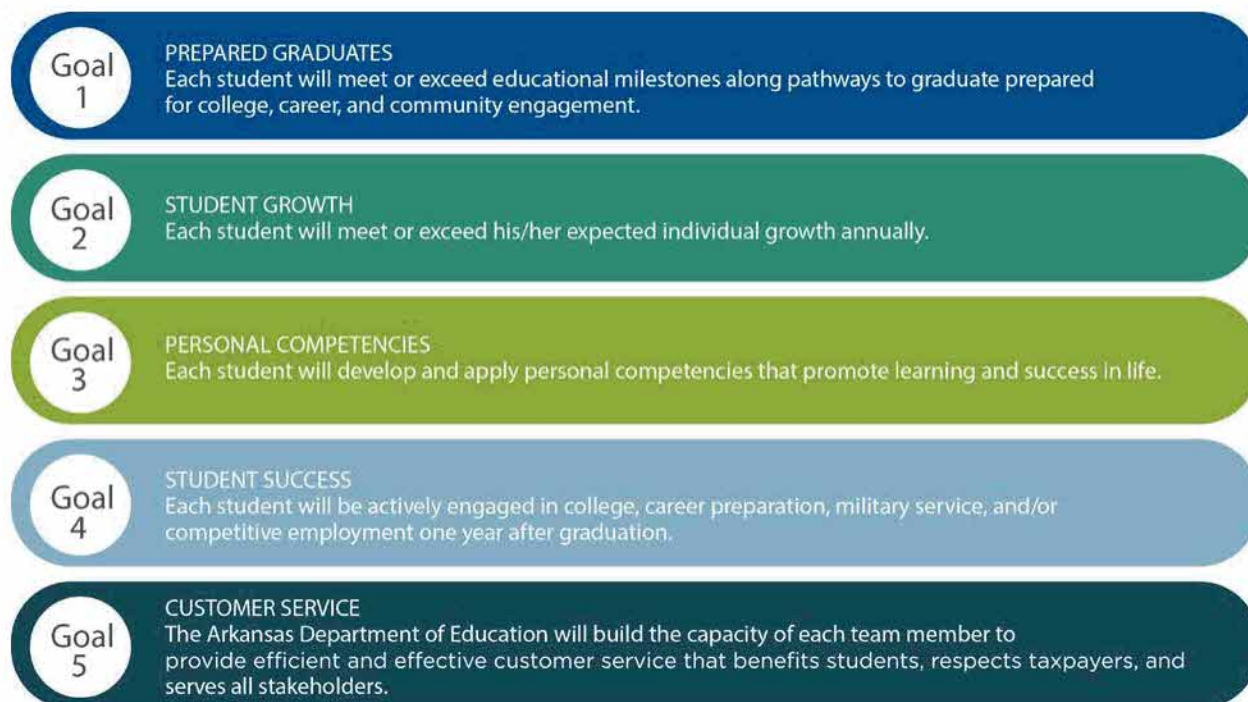 Goal
1
PREPARED GRADUATES
Each student will meet or exceed educational milestones along pathways to graduate prepared
for college, career, and community engagement.
Goal
2
STUDENT GROWTH
Each student will meet or exceed his/her expected individual growth annually.
Goal
3
PERSONAL COMPETENCIES
Each student will develop and apply personal competencies that promote learning and success in life.
Goal
4
STUDENT SUCCESS
Each student will be actively engaged in college, career preparation, military service, and/or
competitive employment one year after graduation.
Goal
5
CUSTOMER SERVICE
The Arkansas Department of Education will build the capacity of each team member to
provide efficient and effective customer service that benefits students, respects taxpayers, and
serves all stakeholders.